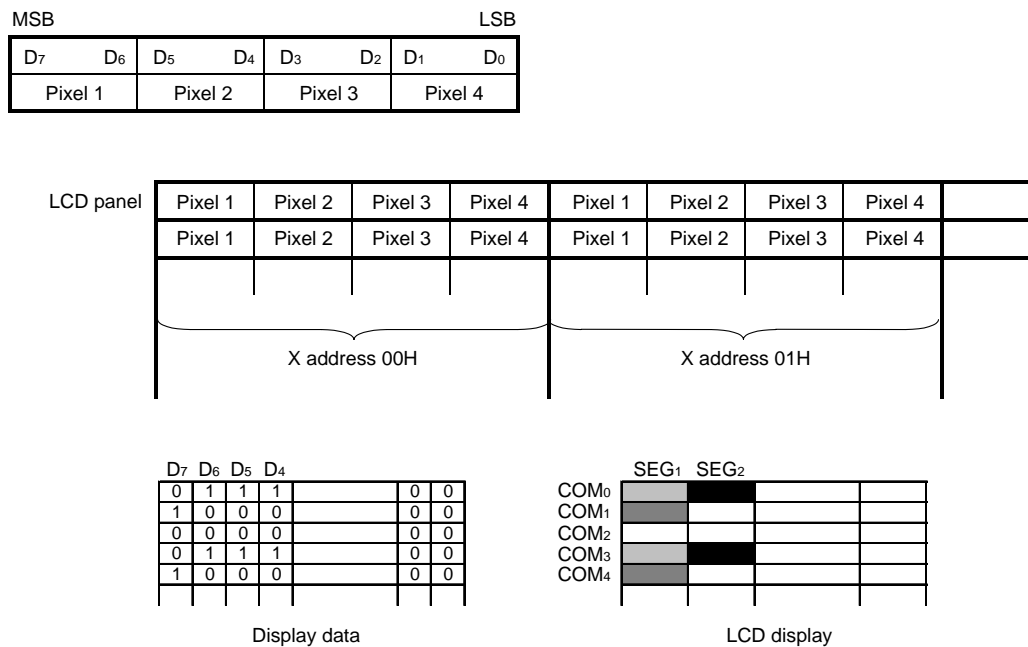 MSB LSB
D7 D6 D5 D4 D3 D2 D1 D0
Pixel 1 Pixel 2 Pixel 3 Pixel 4
LCD panel Pixel 1 Pixel 2 Pixel 3 Pixel 4 Pixel 1 Pixel 2 Pixel 3 Pixel 4
Pixel 1 Pixel 2 Pixel 3 Pixel 4 Pixel 1 Pixel 2 Pixel 3 Pixel 4
X address 00H X address 01H
D7 D6 D5 D4
0 1 1 1 0 0
1 0 0 0 0 0
0 0 0 0 0 0
0 1 1 1 0 0
1 0 0 0 0 0
Display data
SEG1 SEG2
COM0
COM1
COM2
COM3
COM4
LCD display